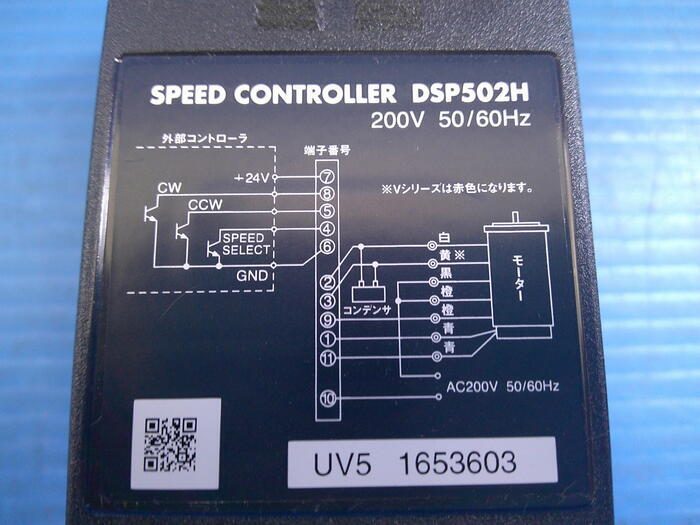 SPEED CONTROLLER DSP502H
200V 50/60Hz
外部コントローラ
端子番号
+24V
⑦
CW
⑧
※Vシリーズは赤色になります。
CCW
⑤
④
SPEED
SELECT
⑥
GND
白
黄※
②
黒
③
コンデンサ
橙
⑨
橙
①
青
⑪
青
モーター
AC200V 50/60Hz
⑩
UV5 1653603